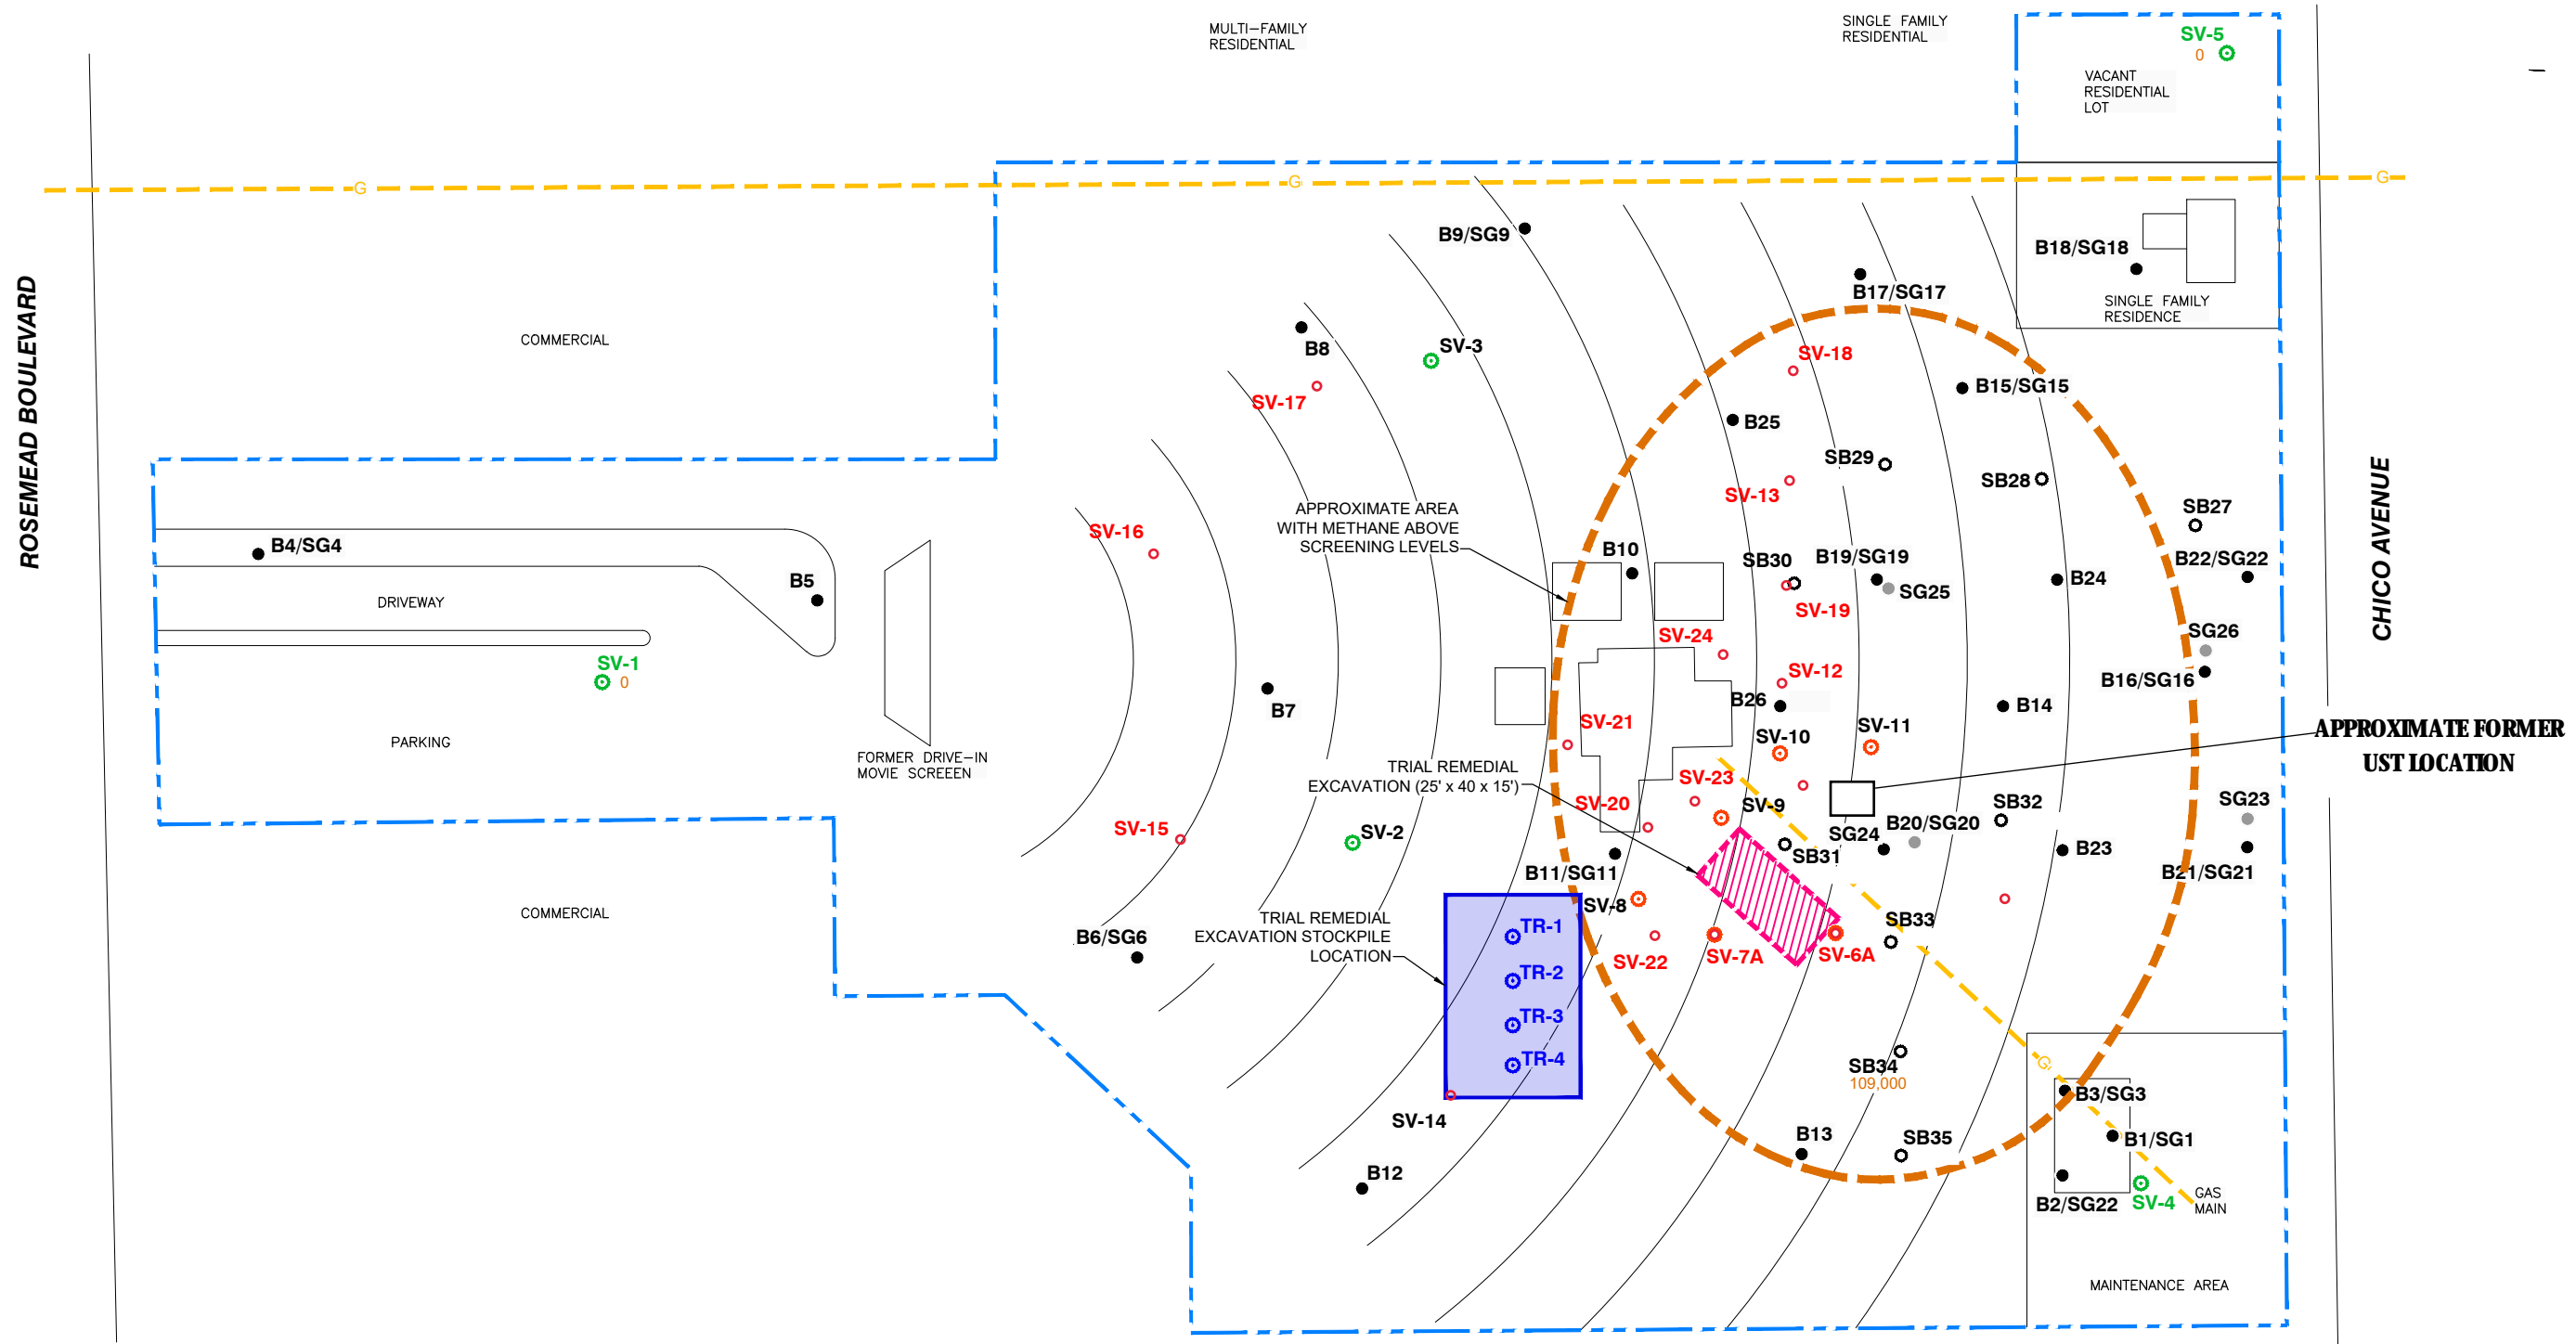 MULTI-FAMILY
RESIDENTIAL
SINGLE FAMILY
RESIDENTIAL
SV-5
0
VACANT
RESIDENTIAL
LOT
G
G
G
B9/SG9
B18/SG18
B17/SG17
SINGLE FAMILY
RESIDENCE
ROSEMEAD BOULEVARD
COMMERCIAL
B8
SV-3
SV-18
SV-17
B15/SG15
B25
SB29
SB28
SV-13
SB27
APPROXIMATE AREA
WITH METHANE ABOVE
SCREENING LEVELS
CHICO AVENUE
SV-16
B4/SG4
B10
SB30
B19/SG19
B22/SG22
B5
B24
SG25
DRIVEWAY
SV-19
SV-24
SG26
SV-1
0
SV-12
B16/SG16
B26
B14
B7
SV-21
SV-11
SV-10
PARKING
APPROXIMATE FORMER
UST LOCATION
FORMER DRIVE-IN
MOVIE SCREEEN
TRIAL REMEDIAL
EXCAVATION (25' x 40 x 15')
SV-23
SV-20
SV-9
SB32
SG23
SV-15
SV-2
SG24
B20/SG20
B23
SB31
B11/SG11
B21/SG21
COMMERCIAL
SV-8
TRIAL REMEDIAL
EXCAVATION STOCKPILE
LOCATION
TR-1
SB33
B6/SG6
SV-22
SV-7A
SV-6A
TR-2
TR-3
TR-4
G
SB34
109,000
B3/SG3
SV-14
B13
SB35
B1/SG1
B12
B2/SG22
SV-4
GAS
MAIN
MAINTENANCE AREA